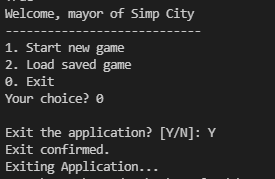 Welcome, mayor of Simp City
----------------------------
1. Start new game
2. Load saved game
0. Exit
Your choice? 0
Exit the application? [Y/N]: Y
Exit confirmed.
Exiting Application...